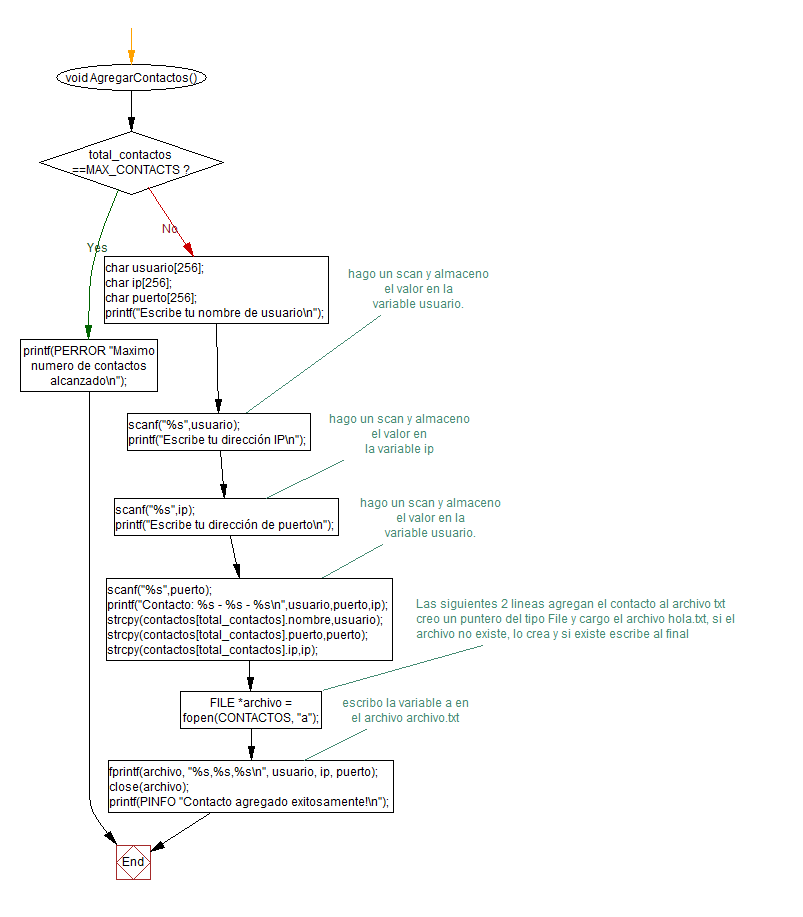 void AgregarContactos()
total_contactos
==MAX_CONTACTS ?
No
Yes
char usuario[256];
char ip[256];
char puerto[256];
printf("Escribe tu nombre de usuario\n");
hago un scan y almaceno
el valor en la
variable usuario.
printf(PERROR "Maximo
numero de contactos
alcanzado\n");
scanf("%s",usuario);
printf("Escribe tu dirección IP\n");
hago un scan y almaceno
el valor en
la variable ip
scanf("%s",ip);
printf("Escribe tu dirección de puerto\n");
hago un scan y almaceno
el valor en la
variable usuario.
scanf("%s",puerto);
printf("Contacto: %s - %s - %s\n",usuario,puerto,ip);
strcpy(contactos[total_contactos].nombre,usuario);
strcpy(contactos[total_contactos].puerto,puerto);
strcpy(contactos[total_contactos].ip,ip);
Las siguientes 2 lineas agregan el contacto al archivo txt
creo un puntero del tipo File y cargo el archivo hola.txt, si el
archivo no existe, lo crea y si existe escribe al final
FILE *archivo =
fopen(CONTACTOS, "a");
escribo la variable a en
el archivo archivo.txt
fprintf(archivo, "%s,%s,%s\n", usuario, ip, puerto);
close(archivo);
printf(PINFO "Contacto agregado exitosamente!\n");
End